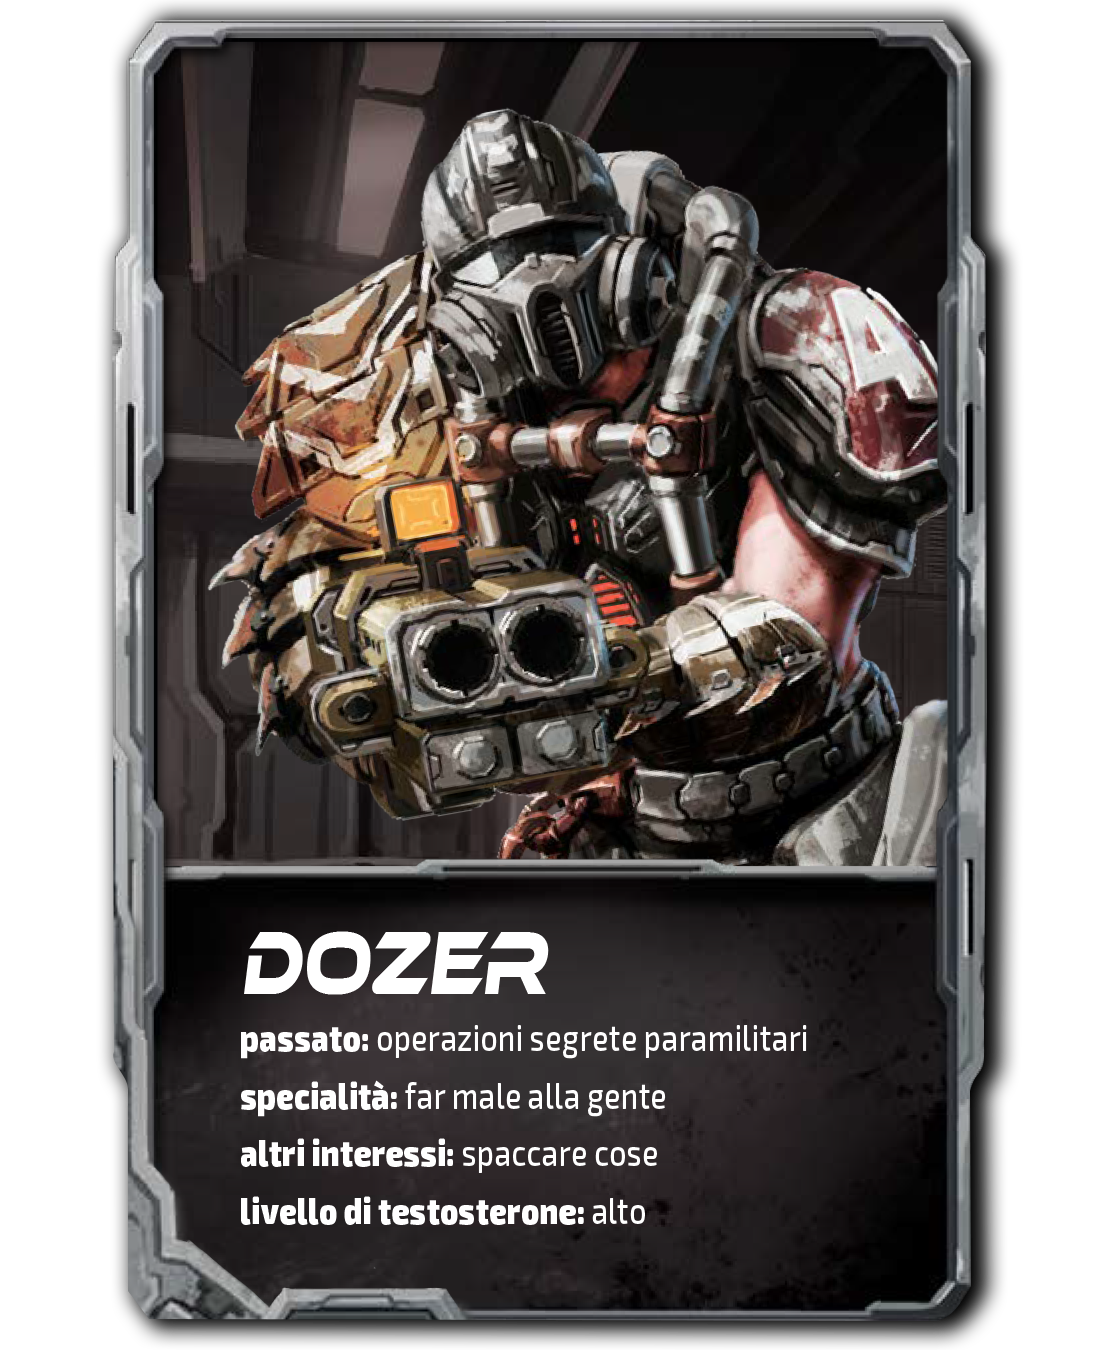 A
DOZER
passato: operazioni segrete paramilitari
specialità: far male alla gente
altri interessi: spaccare cose
livello di testosterone: alto